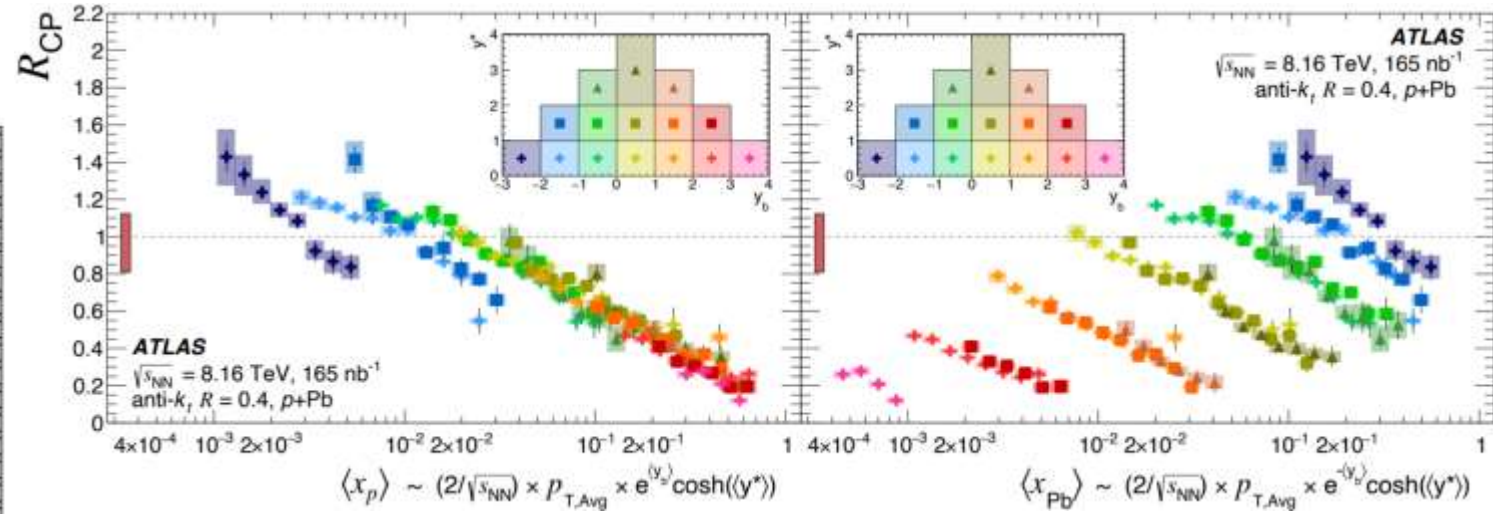 R_CP
2.2
2
1.8
1.6
1.4
1.2
1
0.8
0.6
0.4
0.2
0
y*
4
3
2
1
0
−3 −2 −1 0 1 2 3 4
y_b
ATLAS
√s_NN = 8.16 TeV, 165 nb⁻¹
anti-k_t R = 0.4, p+Pb
4×10⁻⁴ 10⁻³ 2×10⁻³ 10⁻² 2×10⁻² 10⁻¹ 2×10⁻¹ 1
⟨x_p⟩ ~ (2/√s_NN) × p_T,Avg × e^⟨y_b⟩cosh(⟨y*⟩)
y*
4
3
2
1
0
−3 −2 −1 0 1 2 3 4
y_b
ATLAS
√s_NN = 8.16 TeV, 165 nb⁻¹
anti-k_t R = 0.4, p+Pb
4×10⁻⁴ 10⁻³ 2×10⁻³ 10⁻² 2×10⁻² 10⁻¹ 2×10⁻¹ 1
⟨x_Pb⟩ ~ (2/√s_NN) × p_T,Avg × e^-⟨y_b⟩cosh(⟨y*⟩)